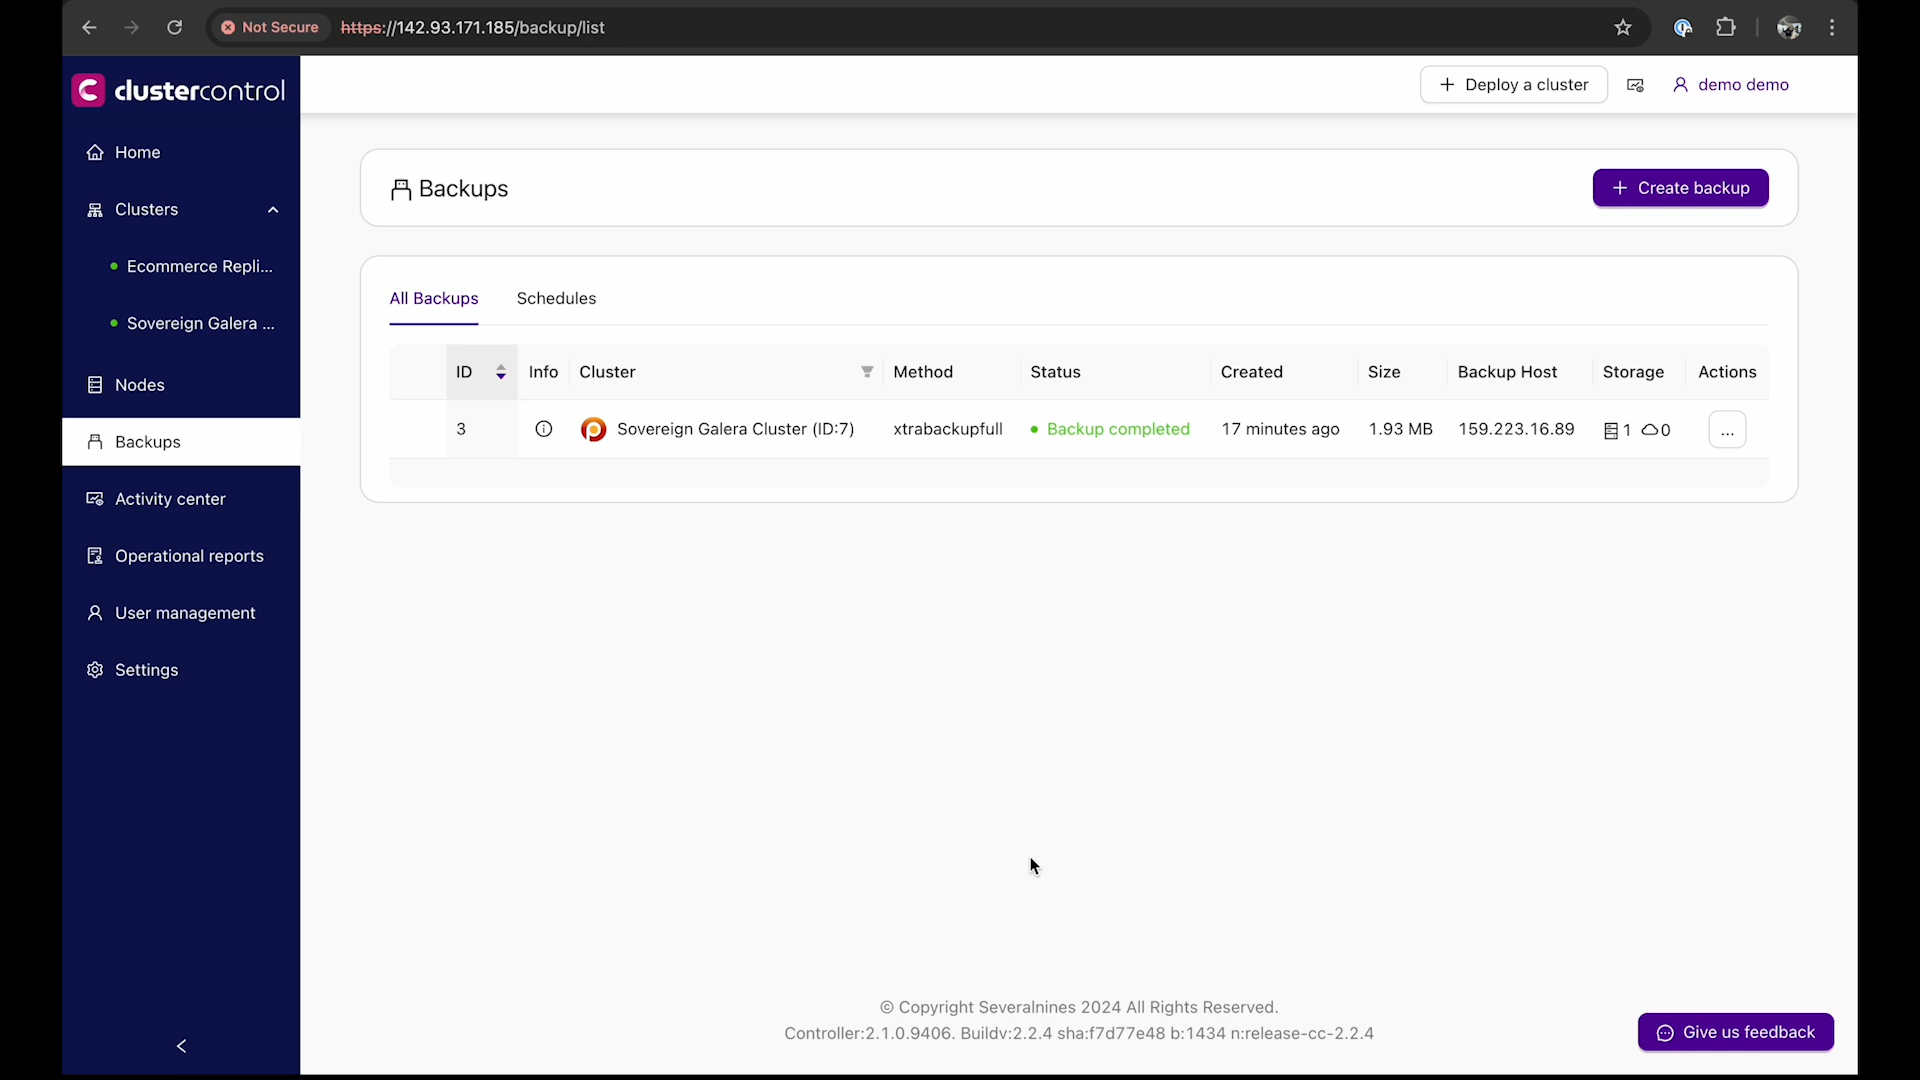 Not Secure https://142.93.171.185/backup/list
clustercontrol
Deploy a cluster
demo demo
Home
Clusters
Ecommerce Repli...
Sovereign Galera ...
Nodes
Backups
Activity center
Operational reports
User management
Settings
Backups
Create backup
All Backups Schedules
ID Info Cluster Method Status Created Size Backup Host Storage Actions
3 Sovereign Galera Cluster (ID:7) xtrabackupfull Backup completed 17 minutes ago 1.93 MB 159.223.16.89 1 0 ...
© Copyright Severalnines 2024 All Rights Reserved.
Controller:2.1.0.9406. Buildv:2.2.4 sha:f7d77e48 b:1434 n:release-cc-2.2.4
Give us feedback